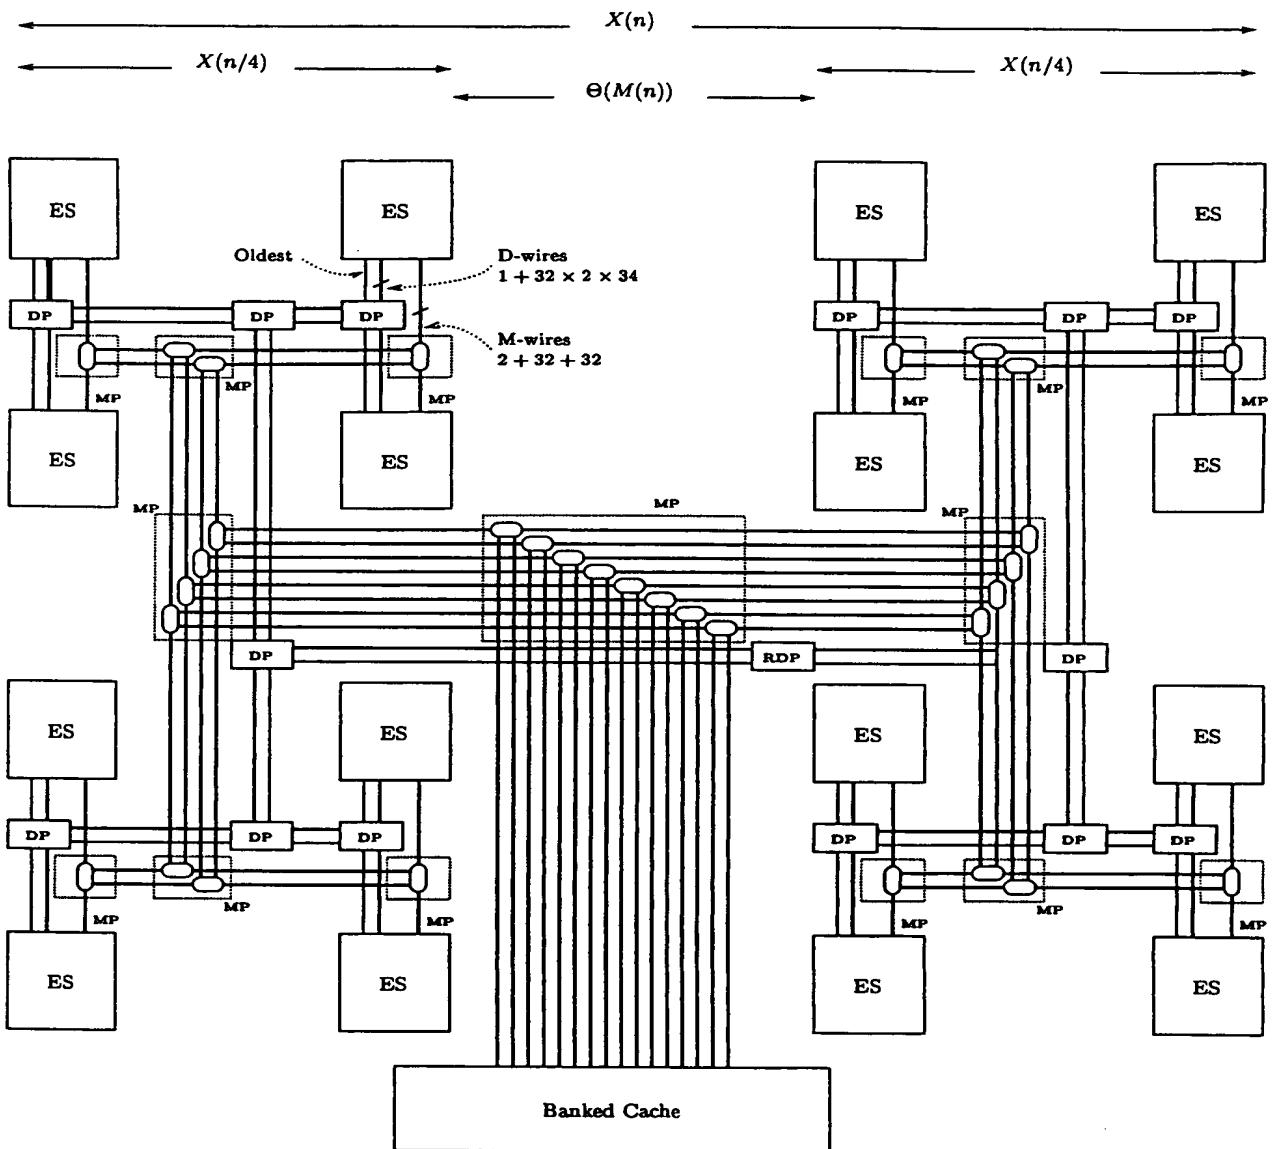 X(n)
X(n/4)
X(n/4)
Θ(M(n))
ES
ES
ES
ES
Oldest
D-wires
1 + 32 × 2 × 34
DP
DP
DP
DP
DP
DP
M-wires
2 + 32 + 32
MP
MP
MP
MP
MP
MP
ES
ES
ES
ES
MP
MP
MP
DP
RDP
DP
ES
ES
ES
ES
DP
DP
DP
DP
DP
DP
MP
MP
MP
MP
MP
MP
ES
ES
ES
ES
Banked Cache